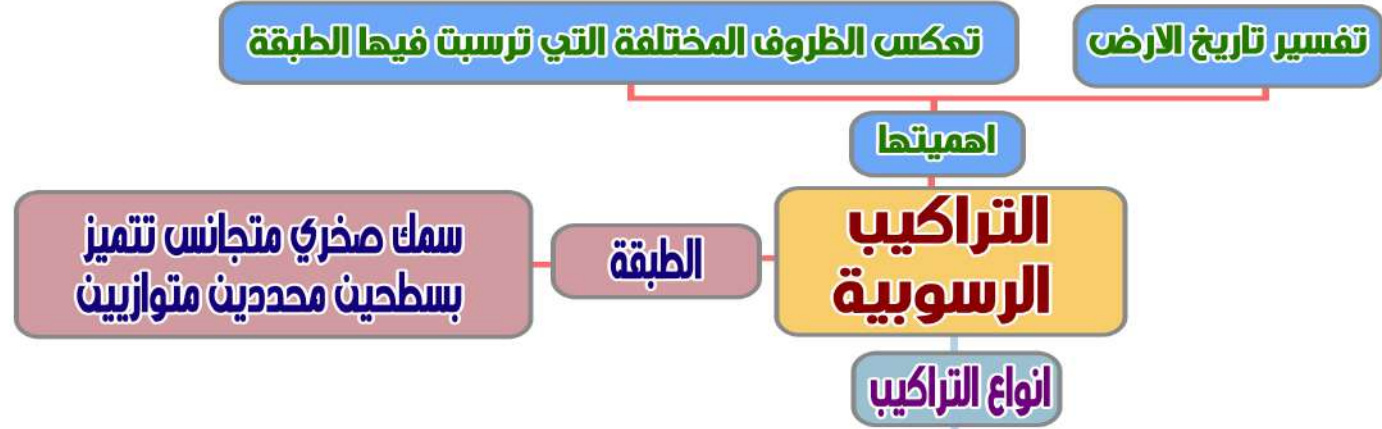 تفسير تاريخ الارض
تعكس الظروف المختلفة التي ترسبت فيها الطبقة
اهميتها
التراكيب
الرسوبية
الطبقة
سمك صخري متجانس تتميز
بسطحين محددين متوازيين
انواع التراكيب